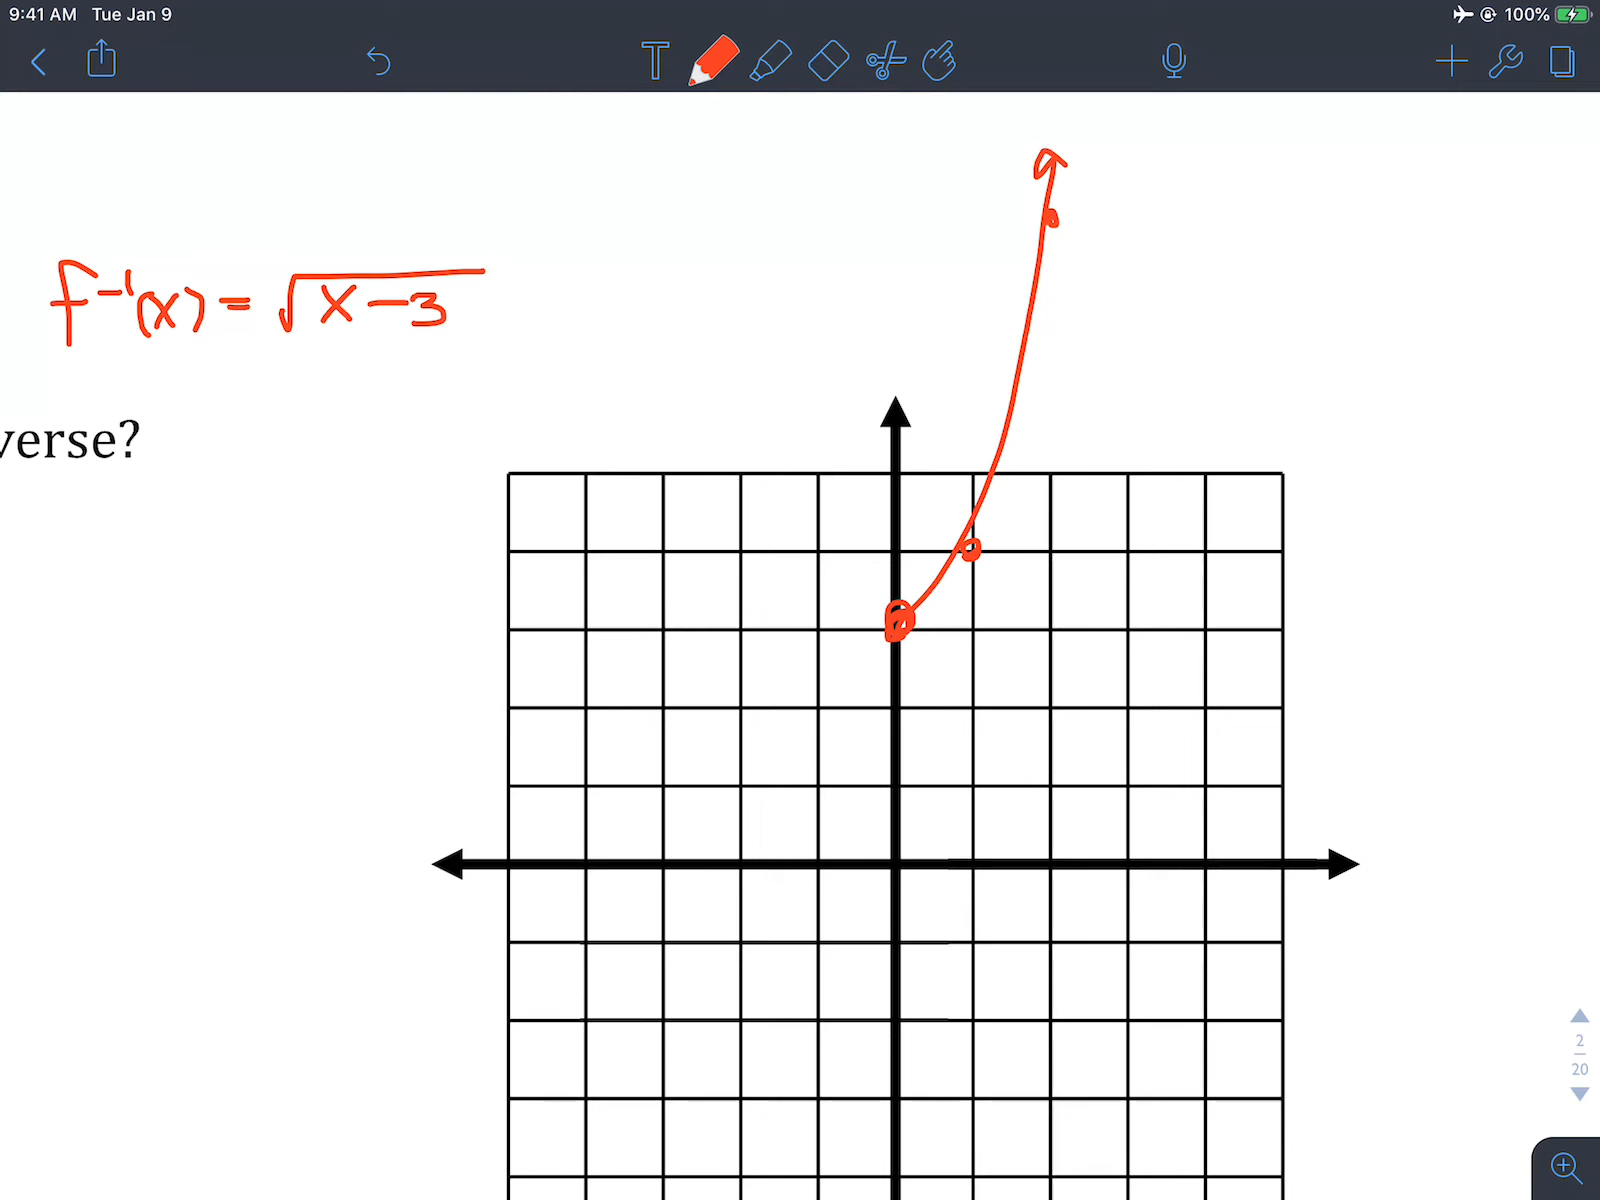 9:41 AM Tue Jan 9
100%
T
f⁻¹(x) = √x-3
verse?
2
20